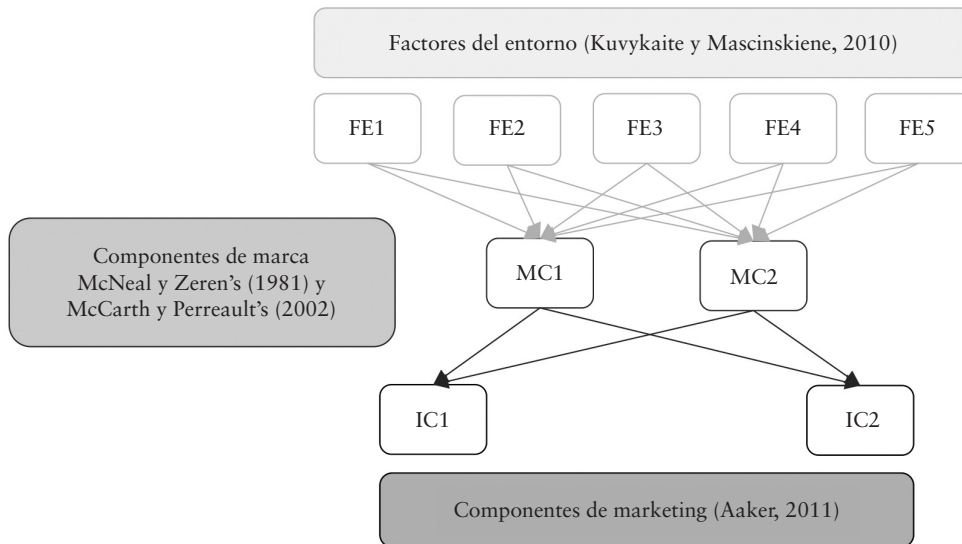 Factores del entorno (Kuvykaite y Mascinskiene, 2010)
FE1
FE2
FE3
FE4
FE5
Componentes de marca
McNeal y Zeren’s (1981) y
McCarth y Perreault’s (2002)
MC1
MC2
IC1
IC2
Componentes de marketing (Aaker, 2011)